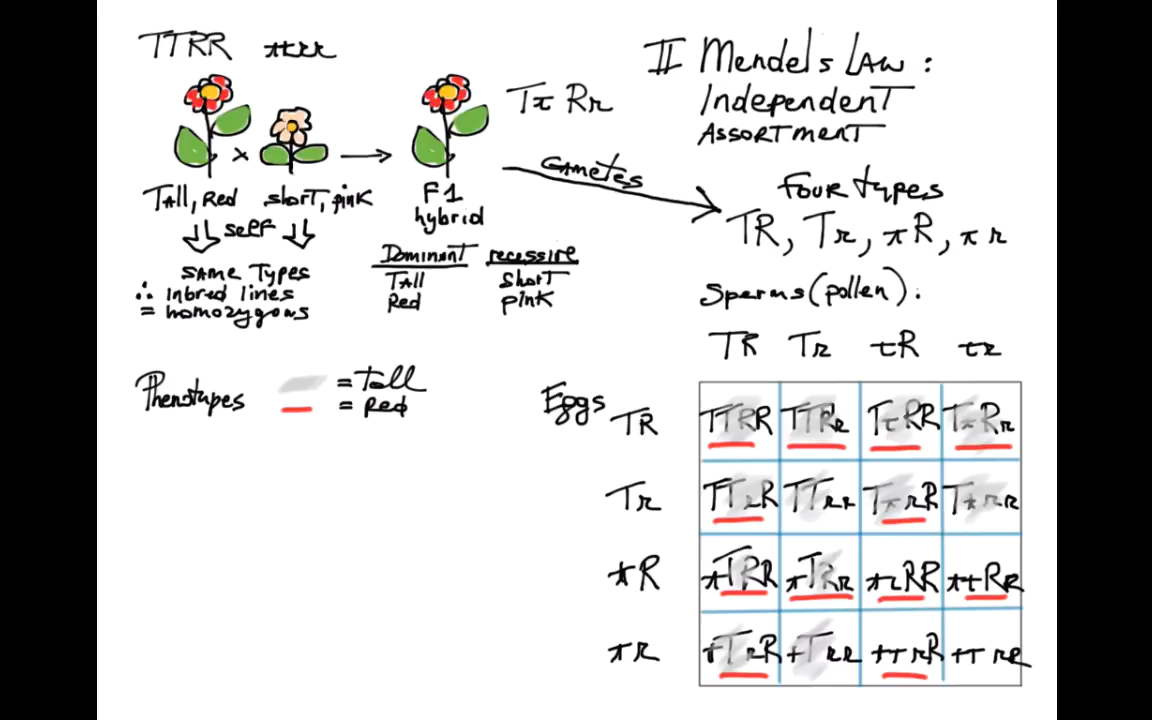 TTRR ttrr
Tt Rr
II Mendel's Law :
Independent
Assortment
x
Gametes
Tall, Red short, pink
F1
hybrid
Four types
TR, Tr, tR, tr
self
Same Types
∴ Inbred lines
= homozygous
Dominant recessive
Tall Short
Red pink
Sperms (pollen) :
TR Tr tR tr
Phenotypes = Tall
= Red
Eggs
TR TTRR TTRr TtRR TtRr
Tr TTrR TTrr TtrR Ttrr
tR tTRR tTRr ttRR ttRr
tr tTrR tTrr ttrR ttrr